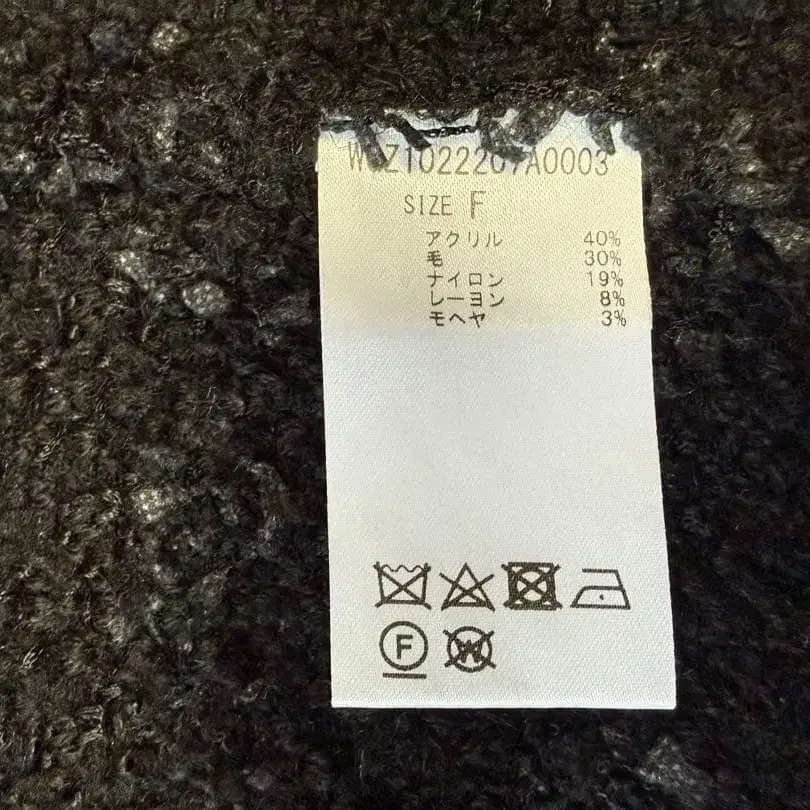 SIZE F
アクリル 40%
毛 30%
ナイロン 19%
レーヨン 8%
モヘヤ 3%
F
W